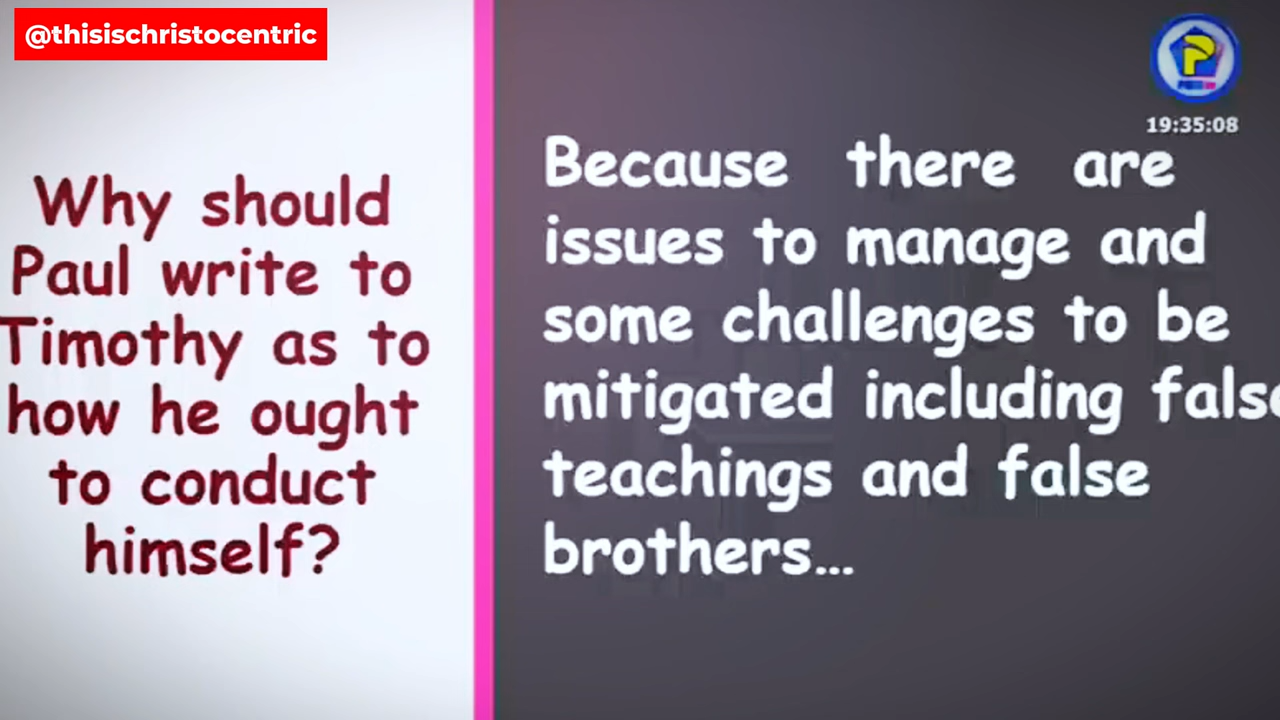 @thisischristocentric
P
19:35:08
Why should
Paul write to
Timothy as to
how he ought
to conduct
himself?
Because there are
issues to manage and
some challenges to be
mitigated including false
teachings and false
brothers...